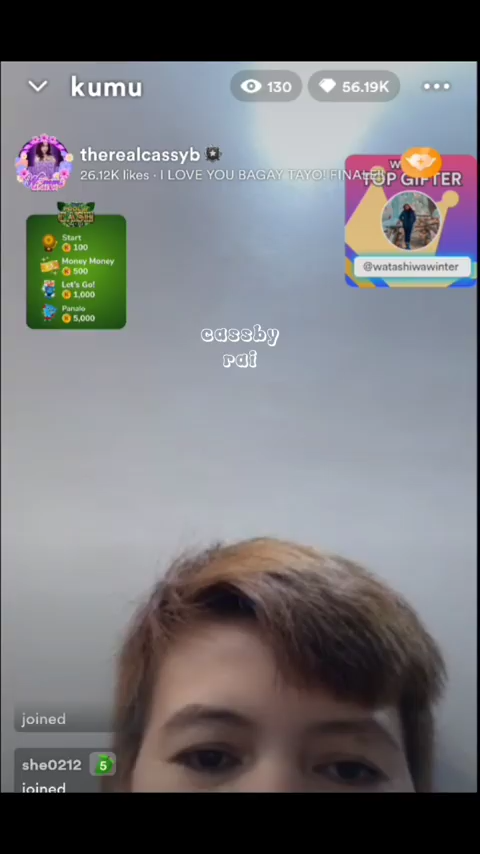 kumu
130
56.19K
therealcassyb
26.12K likes · I LOVE YOU BAGAY TAYO! FINALE!!
TOP GIFTER
@watashiwawinter
CASH
Start
100
Money Money
500
Let's Go!
1,000
Panalo
5,000
cassby
rai
joined
she0212 5
joined